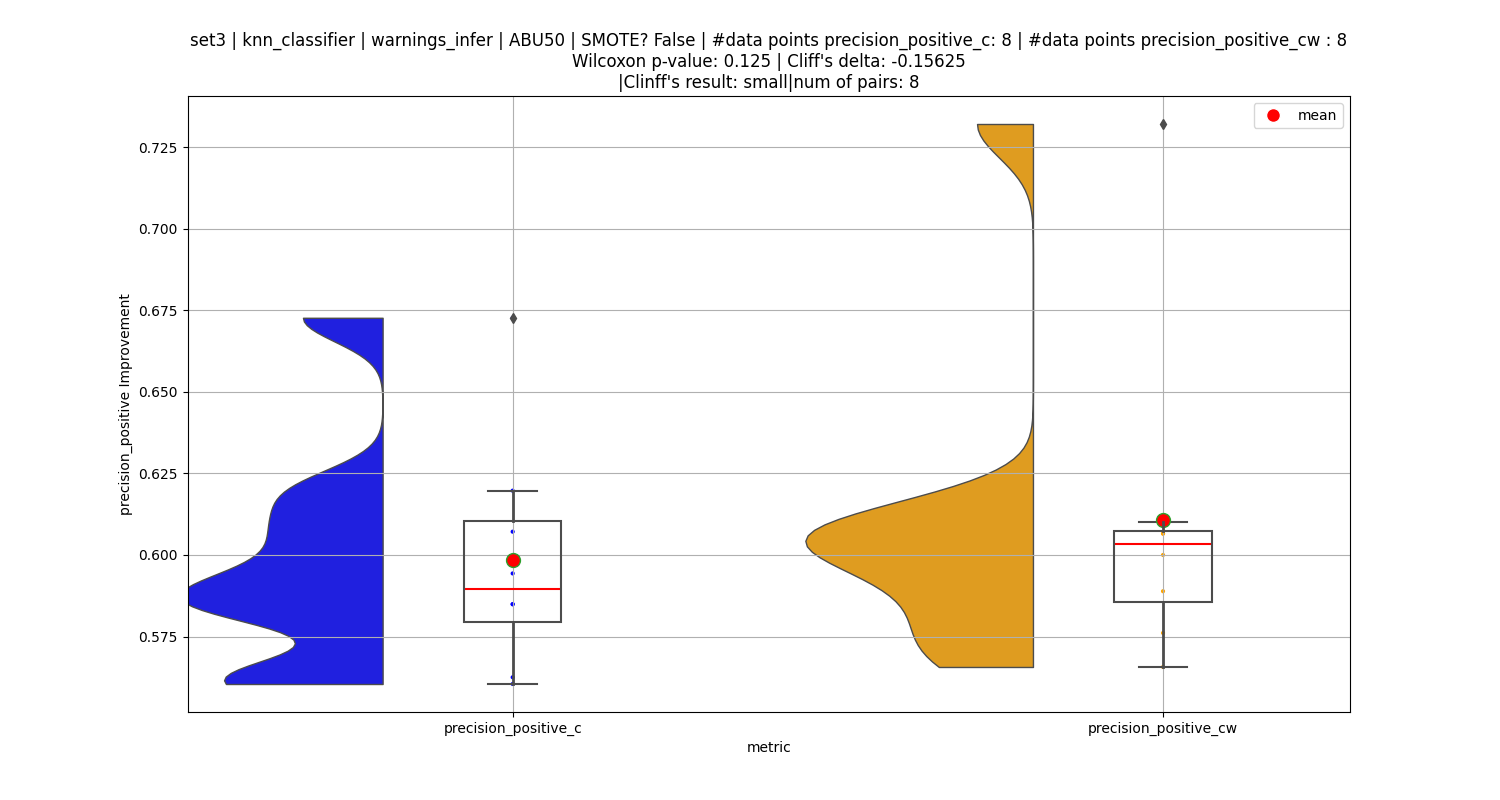 set3 | knn_classifier | warnings_infer | ABU50 | SMOTE? False | #data points precision_positive_c: 8 | #data points precision_positive_cw : 8
Wilcoxon p-value: 0.125 | Cliff's delta: -0.15625
|Clinff's result: small|num of pairs: 8
mean
0.725
0.700
0.675
0.650
0.625
0.600
0.575
precision_positive Improvement
precision_positive_c
precision_positive_cw
metric